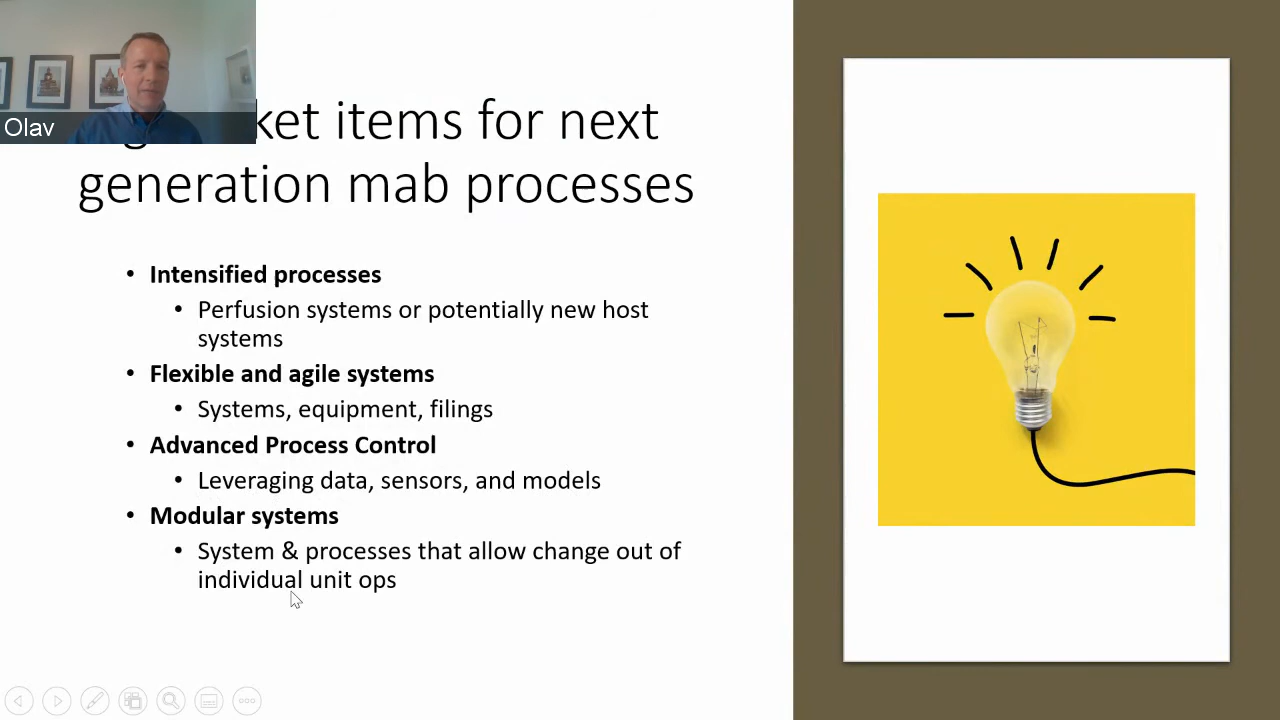 Olav
items for next
generation mab processes
• Intensified processes
• Perfusion systems or potentially new host
systems
• Flexible and agile systems
• Systems, equipment, filings
• Advanced Process Control
• Leveraging data, sensors, and models
• Modular systems
• System & processes that allow change out of
individual unit ops